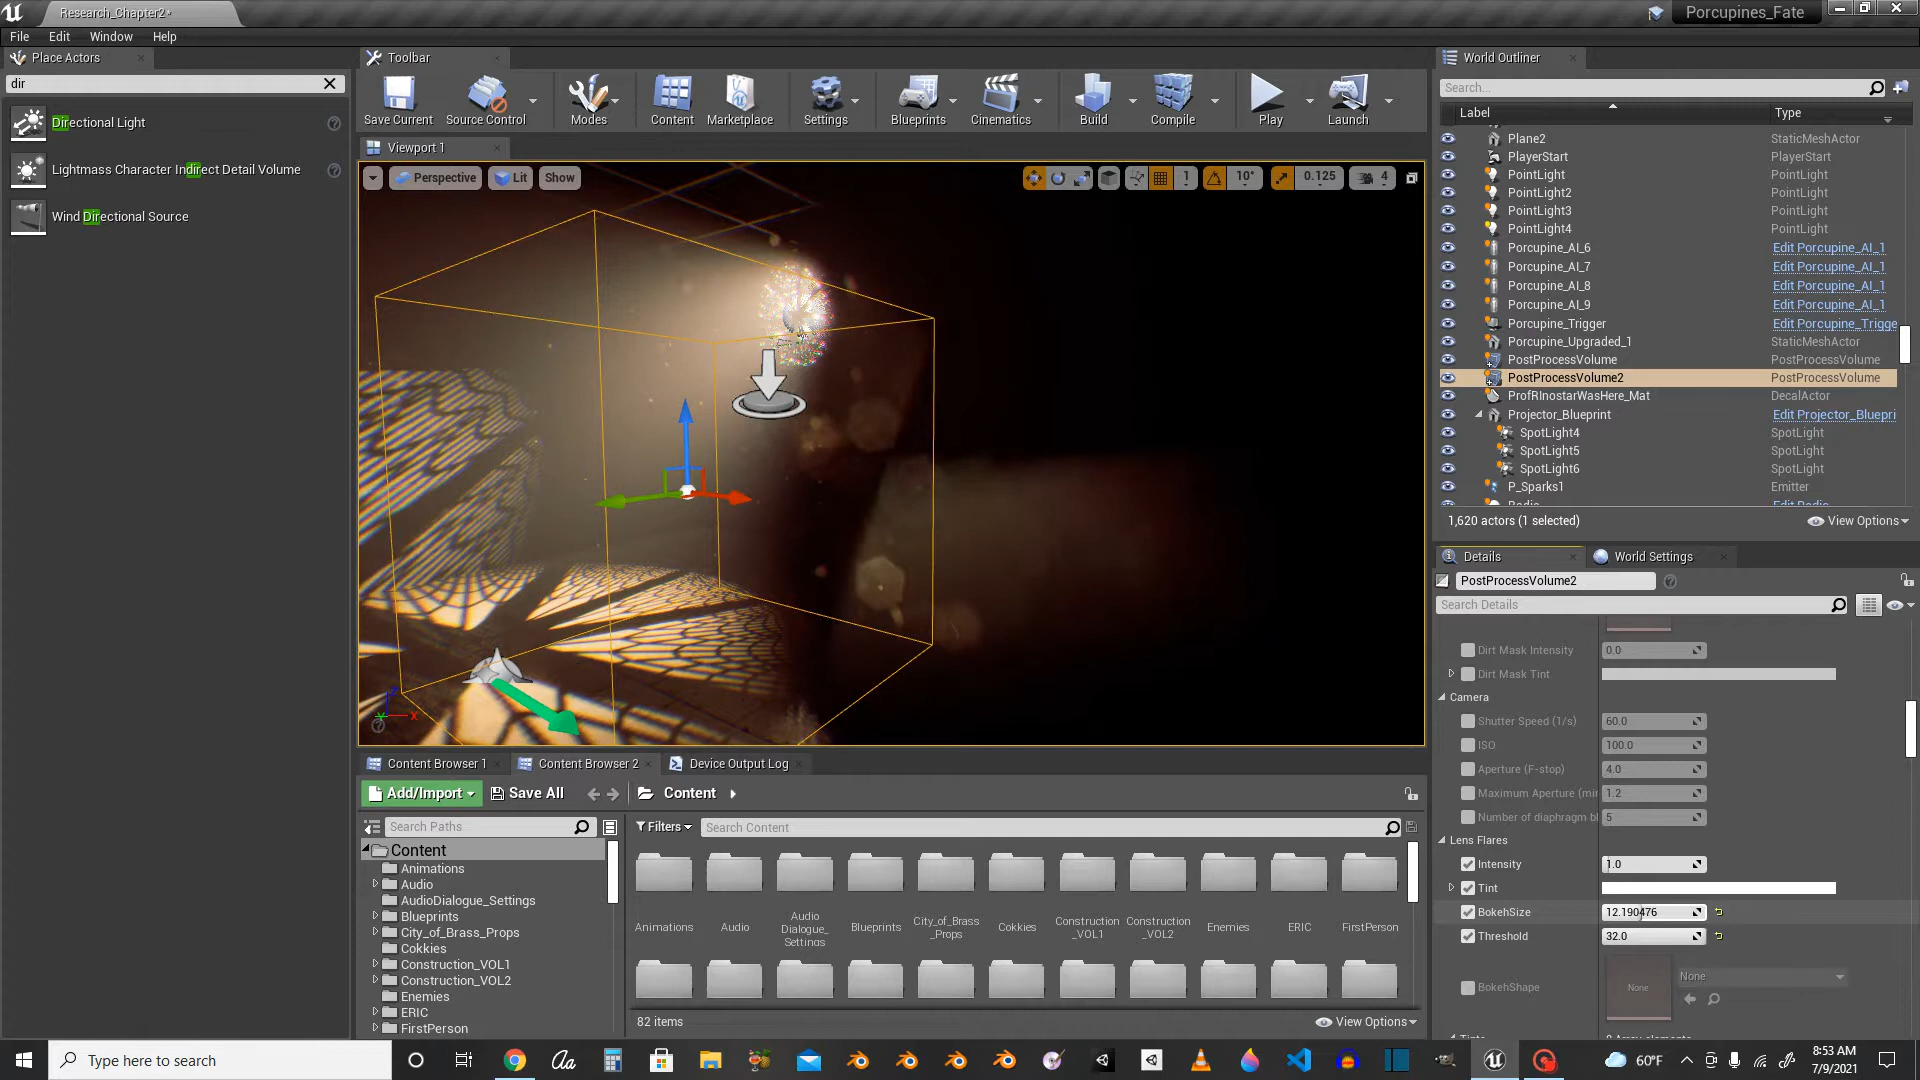 Research_Chapter2*
Porcupines_Fate
File Edit Window Help
Place Actors
dir
Directional Light
Lightmass Character Indirect Detail Volume
Wind Directional Source
Toolbar
Save Current
Source Control
Modes
Content
Marketplace
Settings
Blueprints
Cinematics
Build
Compile
Play
Launch
Viewport 1
Perspective
Lit
Show
1
10°
0.125
4
World Outliner
Search...
Label Type
Plane2 StaticMeshActor
PlayerStart PlayerStart
PointLight PointLight
PointLight2 PointLight
PointLight3 PointLight
PointLight4 PointLight
Porcupine_AI_6 Edit Porcupine_AI_1
Porcupine_AI_7 Edit Porcupine_AI_1
Porcupine_AI_8 Edit Porcupine_AI_1
Porcupine_AI_9 Edit Porcupine_AI_1
Porcupine_Trigger Edit Porcupine_Trigge
Porcupine_Upgraded_1 StaticMeshActor
PostProcessVolume PostProcessVolume
PostProcessVolume2 PostProcessVolume
ProfRInostarWasHere_Mat DecalActor
Projector_Blueprint Edit Projector_Bluepri
SpotLight4 SpotLight
SpotLight5 SpotLight
SpotLight6 SpotLight
P_Sparks1 Emitter
1,620 actors (1 selected)
View Options
Details
World Settings
PostProcessVolume2
Search Details
Dirt Mask Intensity 0.0
Dirt Mask Tint
Camera
Shutter Speed (1/s) 60.0
ISO 100.0
Aperture (F-stop) 4.0
Maximum Aperture (mi 1.2
Number of diaphragm bl 5
Lens Flares
Intensity 1.0
Tint
BokehSize 12.190476
Threshold 32.0
BokehShape None None
Content Browser 1
Content Browser 2
Device Output Log
Add/Import
Save All
Content
Search Paths
Filters
Search Content
Content
Animations
Audio
AudioDialogue_Settings
Blueprints
City_of_Brass_Props
Cokkies
Construction_VOL1
Construction_VOL2
Enemies
ERIC
FirstPerson
Animations
Audio
Audio
Dialogue_
Settings
Blueprints
City_of_Brass
_Props
Cokkies
Construction
_VOL1
Construction
_VOL2
Enemies
ERIC
FirstPerson
82 items
View Options
Type here to search
60°F
8:53 AM
7/9/2021